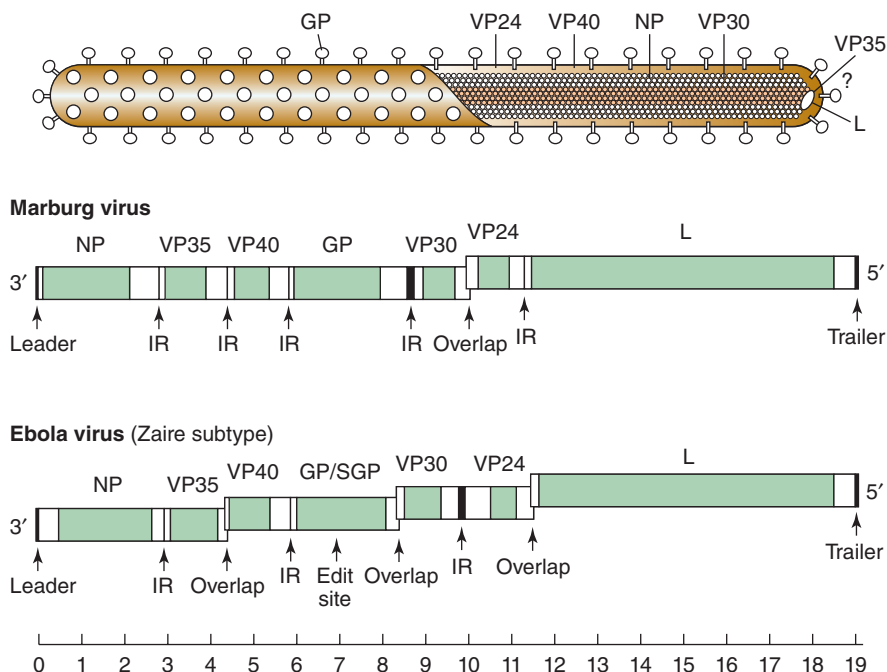 GP VP24 VP40 NP VP30
VP35
?
L
Marburg virus
NP VP35 VP40 GP VP30 VP24 L
3′ 5′
Leader IR IR IR IR Overlap IR Trailer
Ebola virus (Zaire subtype)
NP VP35 VP40 GP/SGP VP30 VP24 L
3′ 5′
Leader IR Overlap IR Edit site Overlap IR Overlap Trailer
0 1 2 3 4 5 6 7 8 9 10 11 12 13 14 15 16 17 18 19